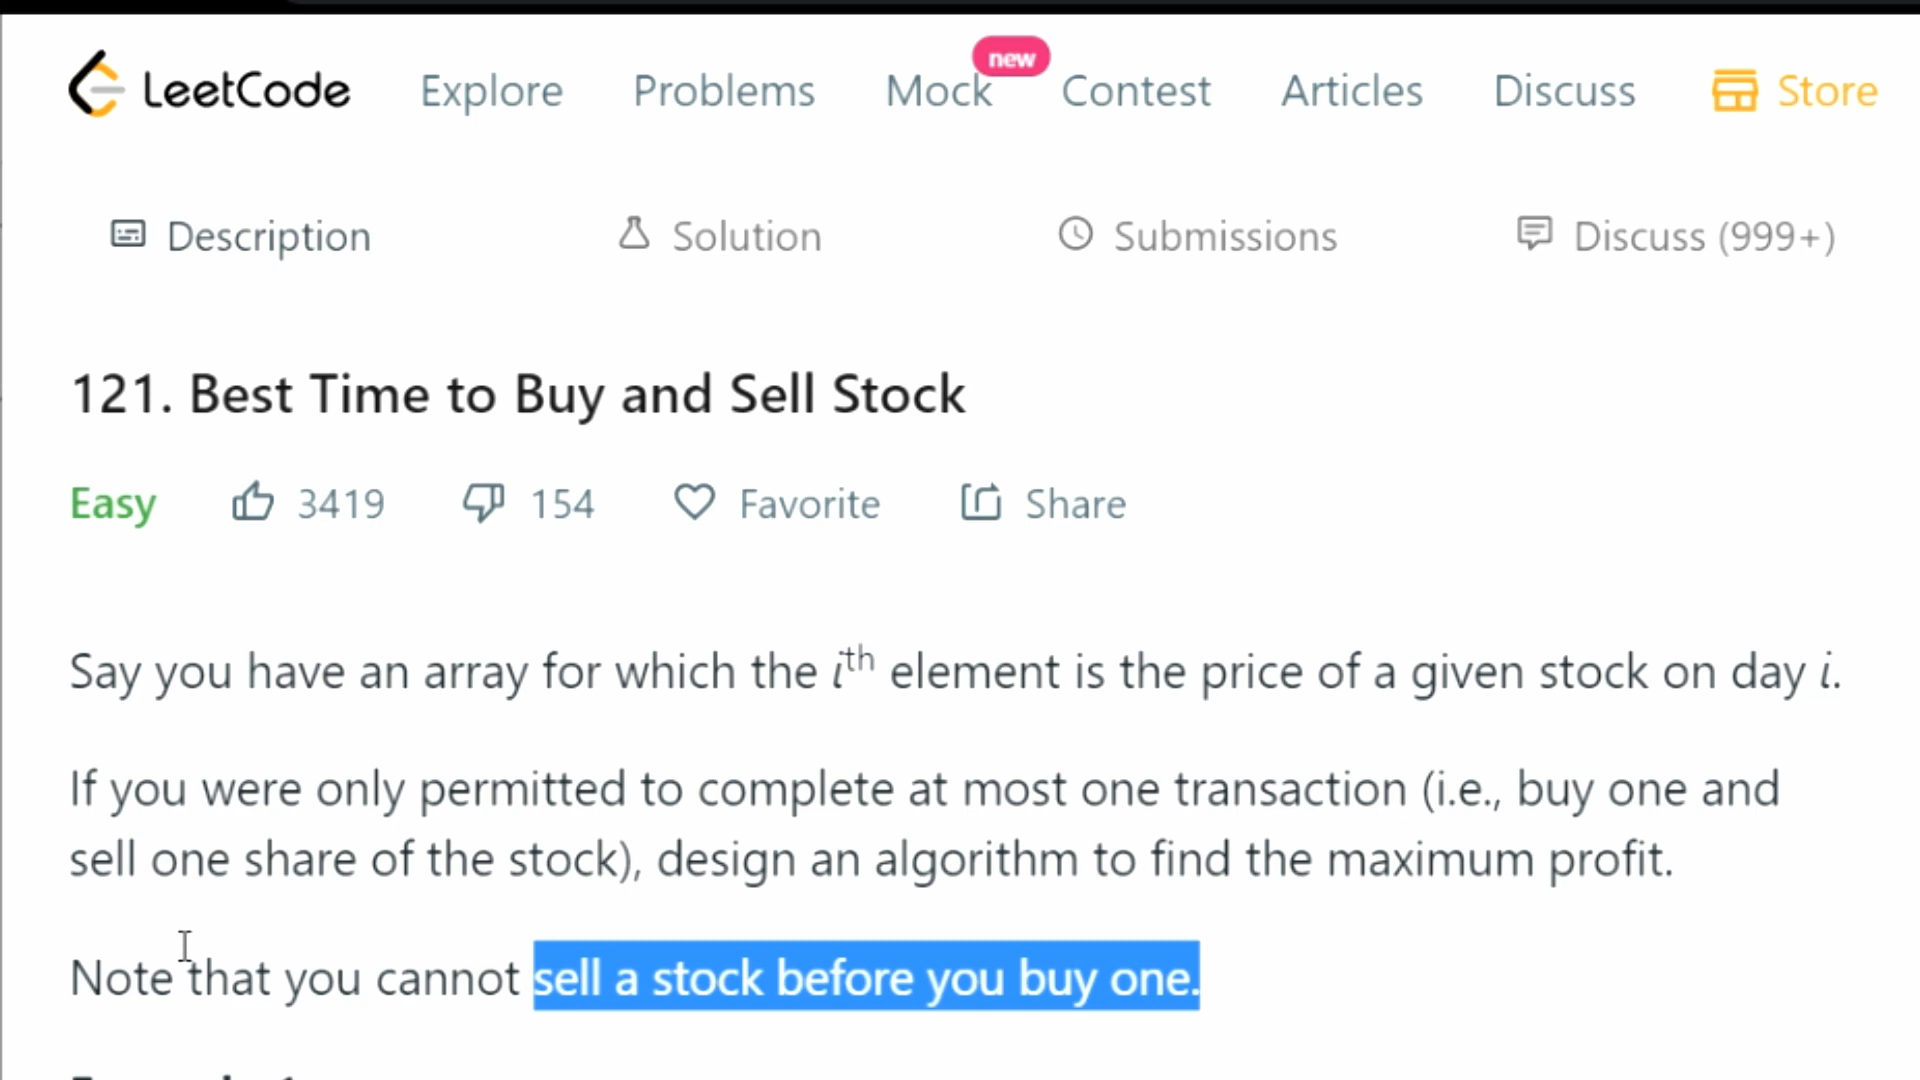 LeetCode Explore Problems Mock new Contest Articles Discuss Store
Description Solution Submissions Discuss (999+)
121. Best Time to Buy and Sell Stock
Easy 3419 154 Favorite Share
Say you have an array for which the iᵗʰ element is the price of a given stock on day i.
If you were only permitted to complete at most one transaction (i.e., buy one and
sell one share of the stock), design an algorithm to find the maximum profit.
Note that you cannot sell a stock before you buy one.